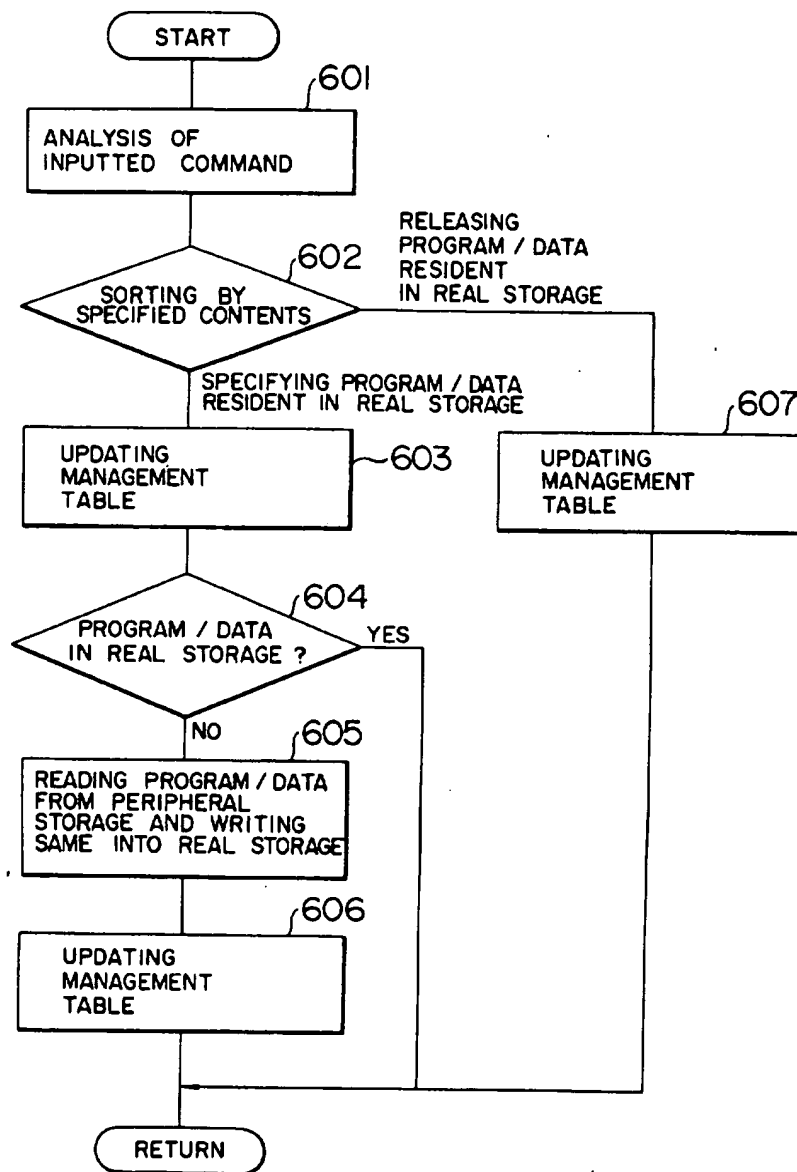 START
601
ANALYSIS OF
INPUTTED COMMAND
602
SORTING BY
SPECIFIED CONTENTS
RELEASING
PROGRAM / DATA
RESIDENT
IN REAL STORAGE
SPECIFYING PROGRAM / DATA
RESIDENT IN REAL STORAGE
603
UPDATING
MANAGEMENT
TABLE
607
UPDATING
MANAGEMENT
TABLE
604
PROGRAM / DATA
IN REAL STORAGE ?
YES
NO
605
READING PROGRAM / DATA
FROM PERIPHERAL
STORAGE AND WRITING
SAME INTO REAL STORAGE
606
UPDATING
MANAGEMENT
TABLE
RETURN